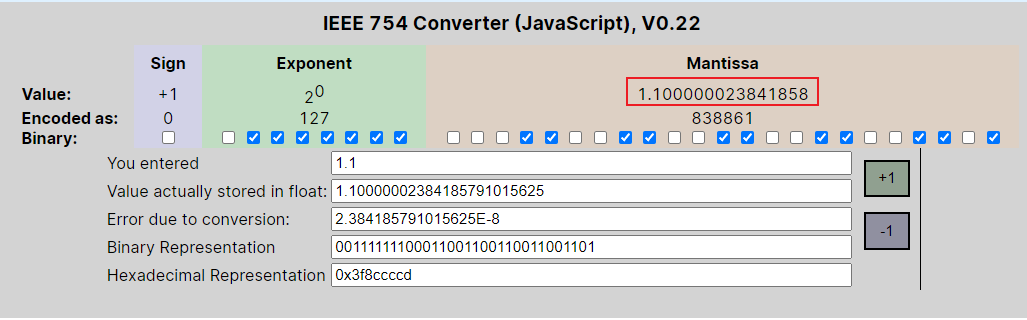 IEEE 754 Converter (JavaScript), V0.22
Sign Exponent Mantissa
Value: +1 2^0 1.100000023841858
Encoded as: 0 127 838861
Binary:
You entered 1.1
Value actually stored in float: 1.10000002384185791015625 +1
Error due to conversion: 2.384185791015625E-8
Binary Representation 00111111100011001100110011001101 -1
Hexadecimal Representation 0x3f8ccccd